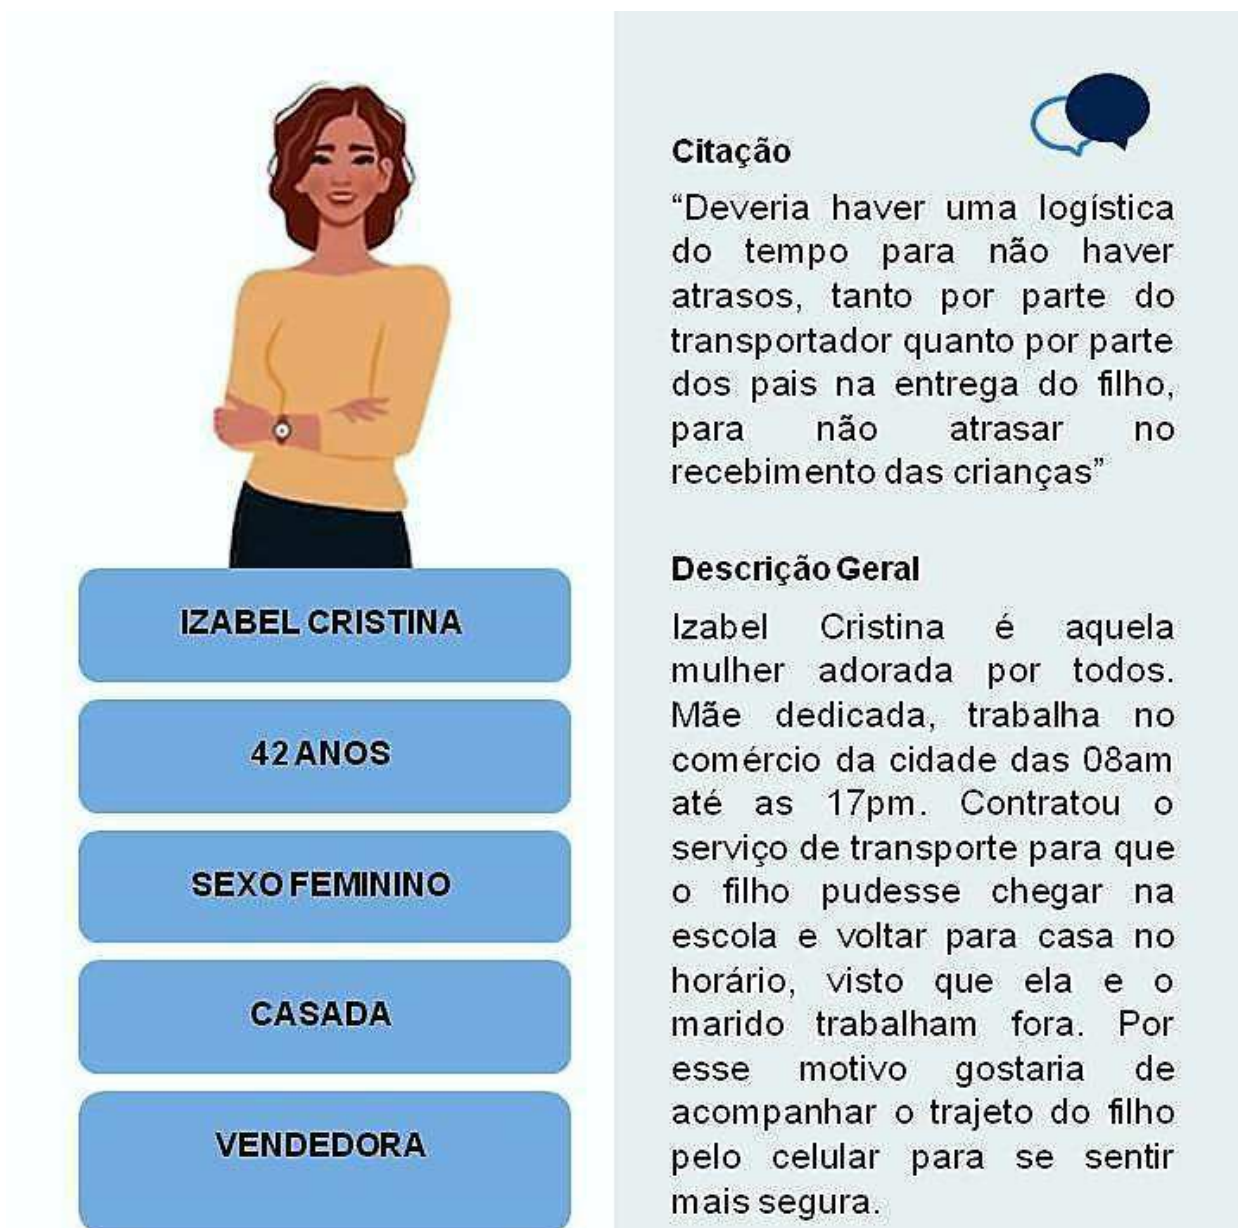 IZABEL CRISTINA
42 ANOS
SEXO FEMININO
CASADA
VENDEDORA
Citação
“Deveria haver uma logística
do tempo para não haver
atrasos, tanto por parte do
transportador quanto por parte
dos pais na entrega do filho,
para não atrasar no
recebimento das crianças”
Descrição Geral
Izabel Cristina é aquela
mulher adorada por todos.
Mãe dedicada, trabalha no
comércio da cidade das 08am
até as 17pm. Contratou o
serviço de transporte para que
o filho pudesse chegar na
escola e voltar para casa no
horário, visto que ela e o
marido trabalham fora. Por
esse motivo gostaria de
acompanhar o trajeto do filho
pelo celular para se sentir
mais segura.